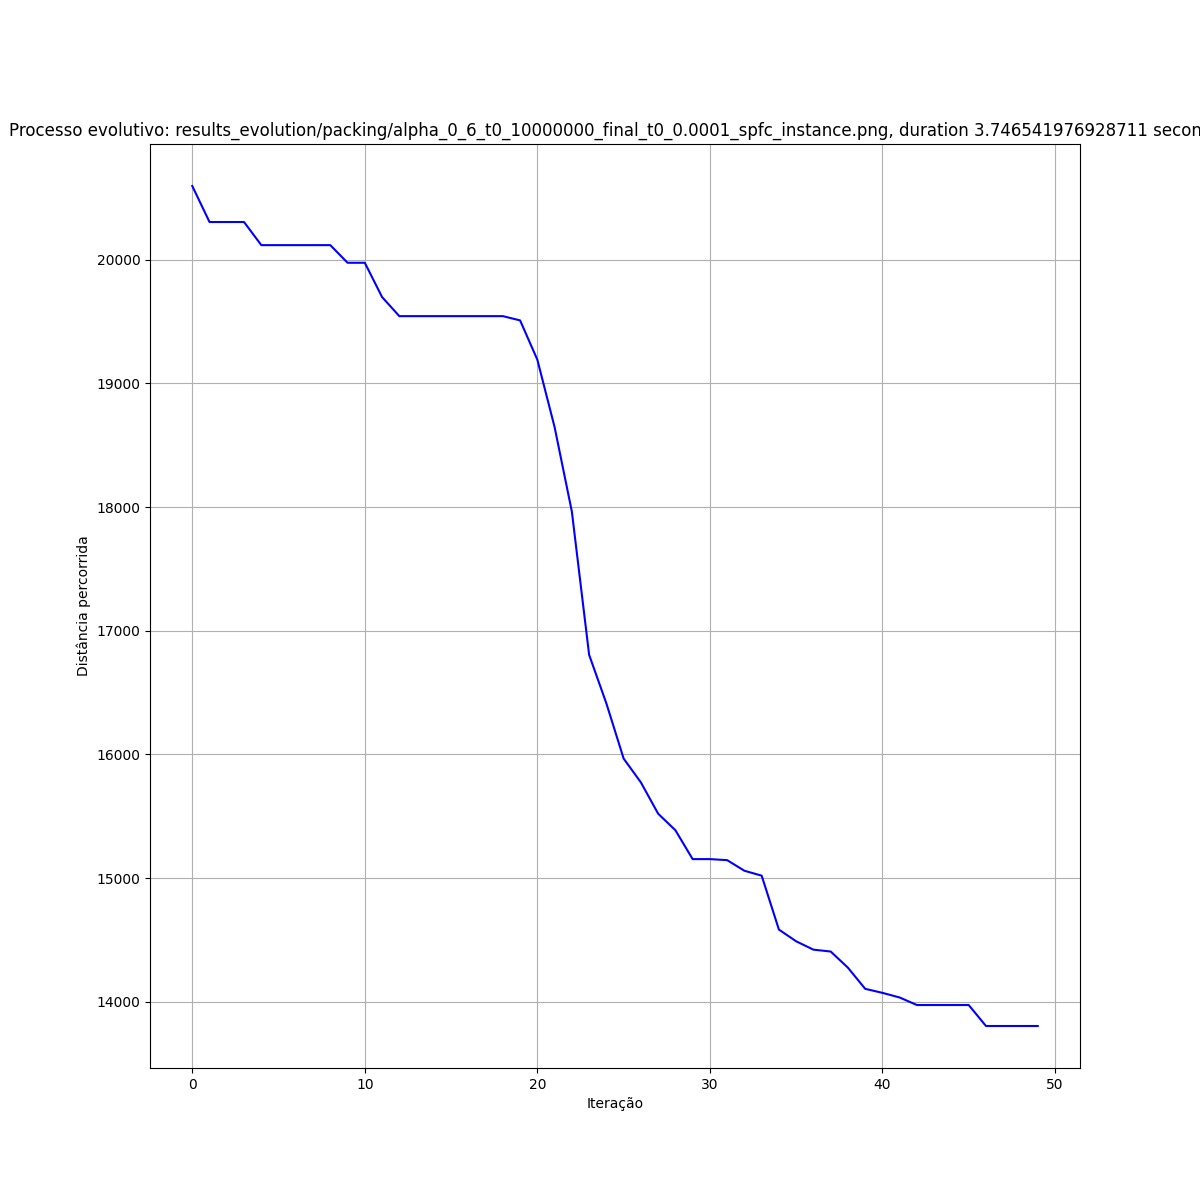 Processo evolutivo: results_evolution/packing/alpha_0_6_t0_10000000_final_t0_0.0001_spfc_instance.png, duration 3.746541976928711 secon
20000
19000
18000
17000
16000
15000
14000
Distância percorrida
0 10 20 30 40 50
Iteração